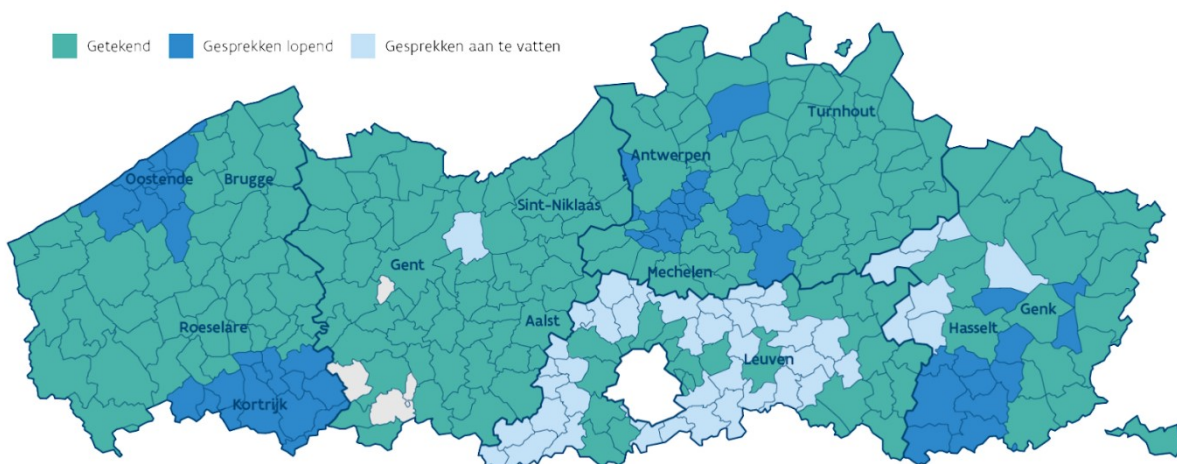 Getekend
Gesprekken lopend
Gesprekken aan te vatten
Turnhout
Antwerpen
Oostende
Brugge
Sint-Niklaas
Gent
Mechelen
Genk
Roeselare
Aalst
Hasselt
Leuven
Kortrijk